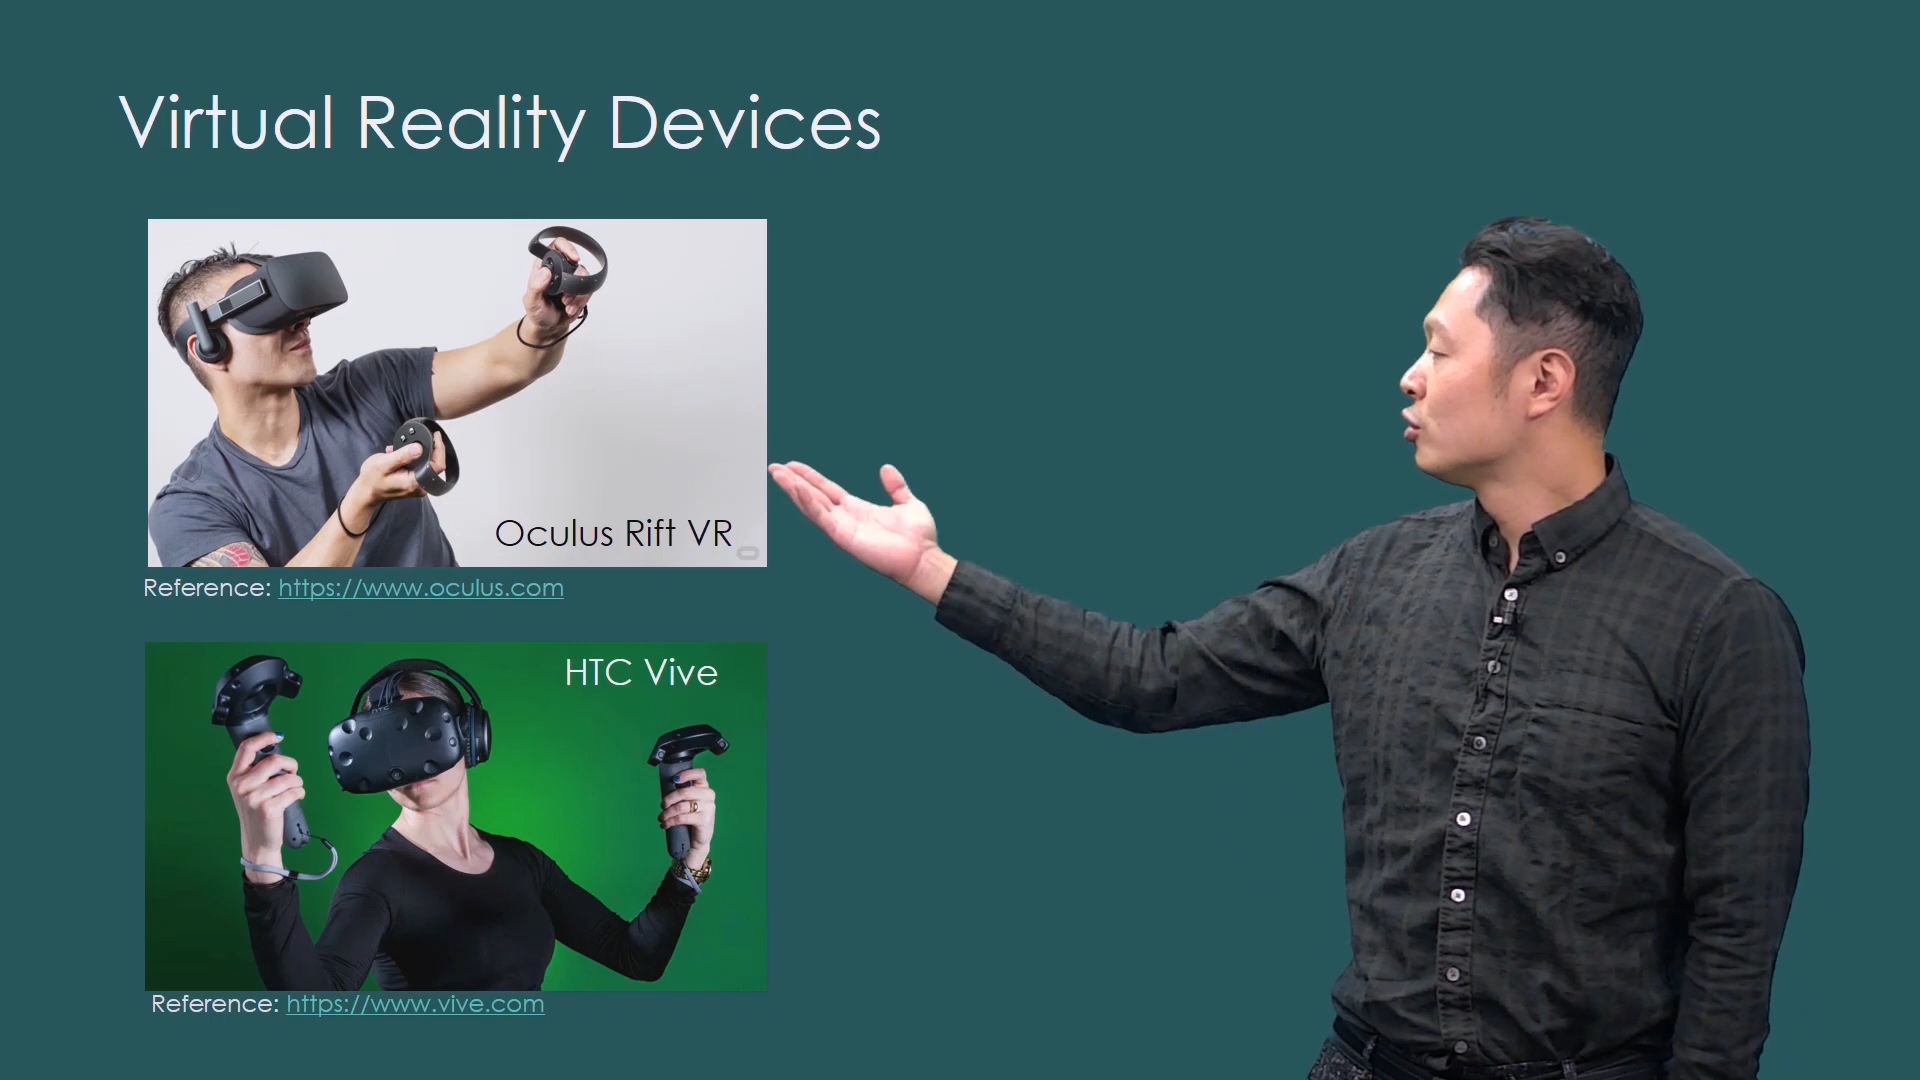 Virtual Reality Devices
Oculus Rift VR
Reference: https://www.oculus.com
HTC Vive
Reference: https://www.vive.com